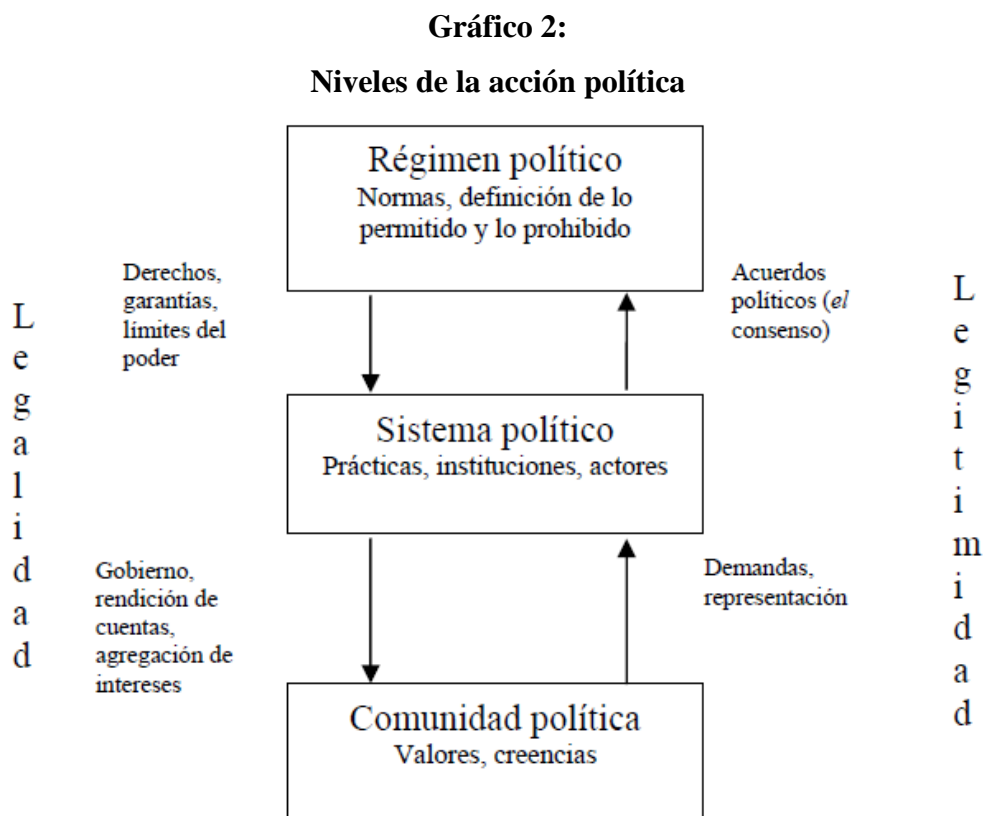 Gráfico 2:
Niveles de la acción política
Régimen político
Normas, definición de lo
permitido y lo prohibido
Derechos,
garantías,
límites del
poder
Acuerdos
políticos (el
consenso)
Legalidad
Legitimidad
Sistema político
Prácticas, instituciones, actores
Gobierno,
rendición de
cuentas,
agregación de
intereses
Demandas,
representación
Comunidad política
Valores, creencias